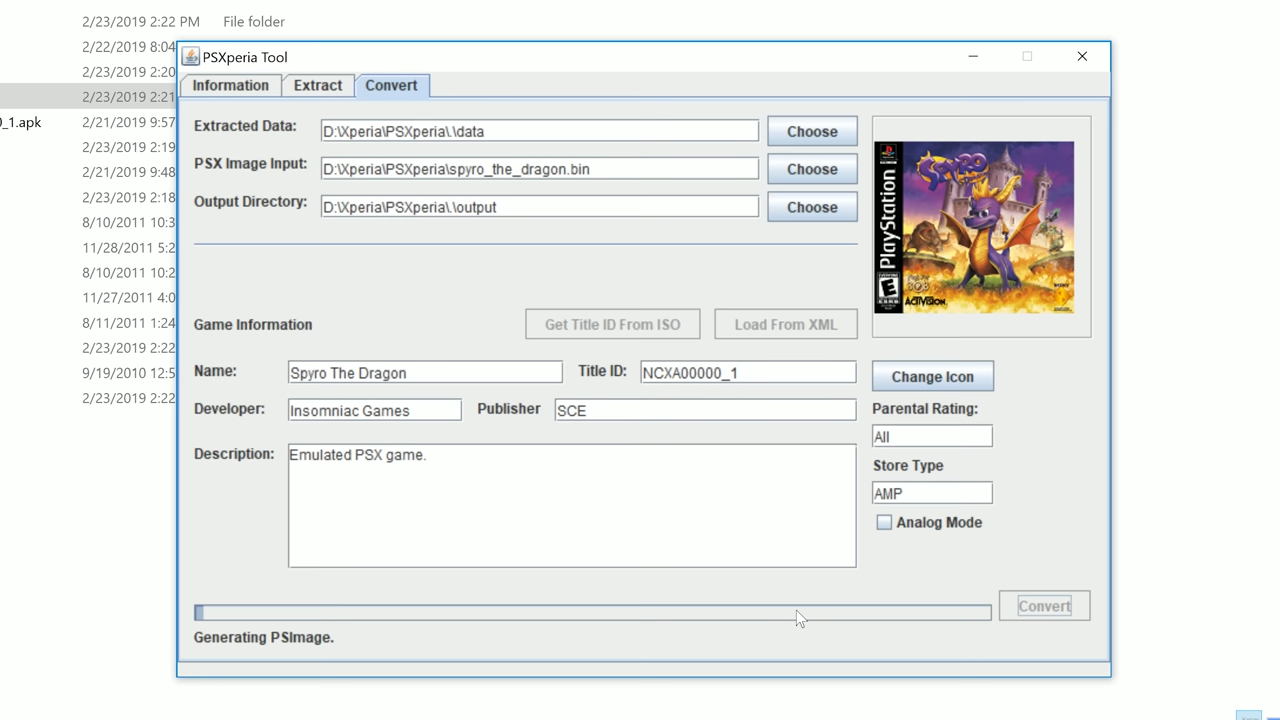 2/23/2019 2:22 PM File folder
2/22/2019 8:04
2/23/2019 2:20
2/23/2019 2:21
0_1.apk 2/21/2019 9:57
2/23/2019 2:19
2/21/2019 9:48
2/23/2019 2:18
8/10/2011 10:3
11/28/2011 5:2
8/10/2011 10:2
11/27/2011 4:0
8/11/2011 1:24
2/23/2019 2:22
9/19/2010 12:5
2/23/2019 2:22
PSXperia Tool
Information Extract Convert
Extracted Data: D:\Xperia\PSXperia\.\data Choose
PSX Image Input: D:\Xperia\PSXperia\spyro_the_dragon.bin Choose
Output Directory: D:\Xperia\PSXperia\.\output Choose
PlayStation
SPYRO
THE DRAGON
E
ACTIVISION
Game Information Get Title ID From ISO Load From XML
Name: Spyro The Dragon Title ID: NCXA00000_1 Change Icon
Developer: Insomniac Games Publisher SCE Parental Rating:
All
Description: Emulated PSX game. Store Type
AMP
Analog Mode
Convert
Generating PSImage.